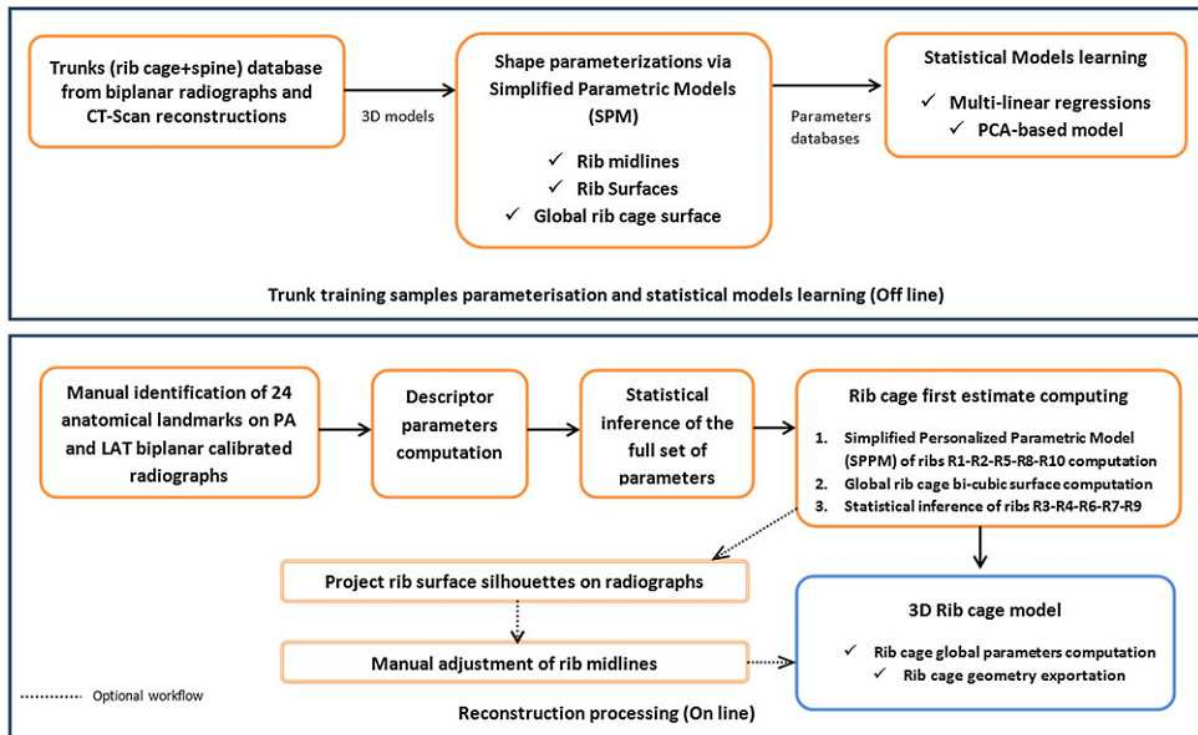 Trunks (rib cage+spine) database
from biplanar radiographs and
CT-Scan reconstructions
3D models
Shape parameterizations via
Simplified Parametric Models
(SPM)
✓ Rib midlines
✓ Rib Surfaces
✓ Global rib cage surface
Parameters
databases
Statistical Models learning
✓ Multi-linear regressions
✓ PCA-based model
Trunk training samples parameterisation and statistical models learning (Off line)
Manual identification of 24
anatomical landmarks on PA
and LAT biplanar calibrated
radiographs
Descriptor
parameters
computation
Statistical
inference of the
full set of
parameters
Rib cage first estimate computing
1. Simplified Personalized Parametric Model
(SPPM) of ribs R1-R2-R5-R8-R10 computation
2. Global rib cage bi-cubic surface computation
3. Statistical inference of ribs R3-R4-R6-R7-R9
Project rib surface silhouettes on radiographs
Manual adjustment of rib midlines
3D Rib cage model
✓ Rib cage global parameters computation
✓ Rib cage geometry exportation
Optional workflow
Reconstruction processing (On line)